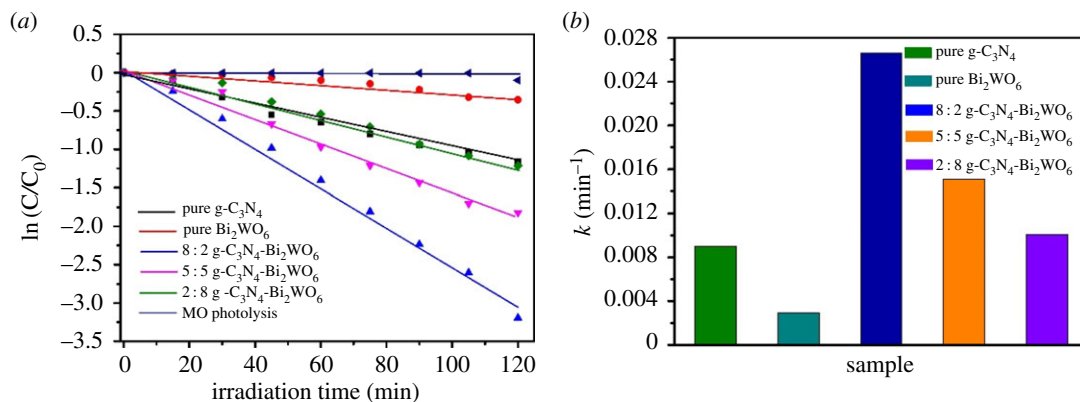 (a)
ln (C/C₀)
0.5
0
–0.5
–1.0
–1.5
–2.0
–2.5
–3.0
–3.5
pure g-C₃N₄
pure Bi₂WO₆
8 : 2 g-C₃N₄-Bi₂WO₆
5 : 5 g-C₃N₄-Bi₂WO₆
2 : 8 g -C₃N₄-Bi₂WO₆
MO photolysis
0 20 40 60 80 100 120
irradiation time (min)
(b)
k (min⁻¹)
0.028
0.024
0.020
0.016
0.012
0.008
0.004
0
pure g-C₃N₄
pure Bi₂WO₆
8 : 2 g-C₃N₄-Bi₂WO₆
5 : 5 g-C₃N₄-Bi₂WO₆
2 : 8 g-C₃N₄-Bi₂WO₆
sample